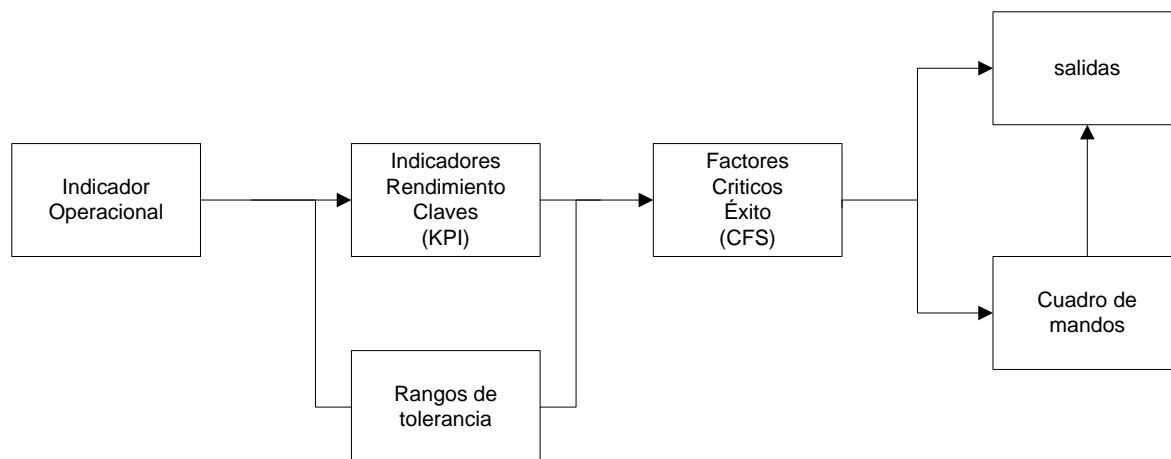 Indicador
Operacional
Indicadores
Rendimiento
Claves
(KPI)
Rangos de
tolerancia
Factores
Criticos
Éxito
(CFS)
salidas
Cuadro de
mandos